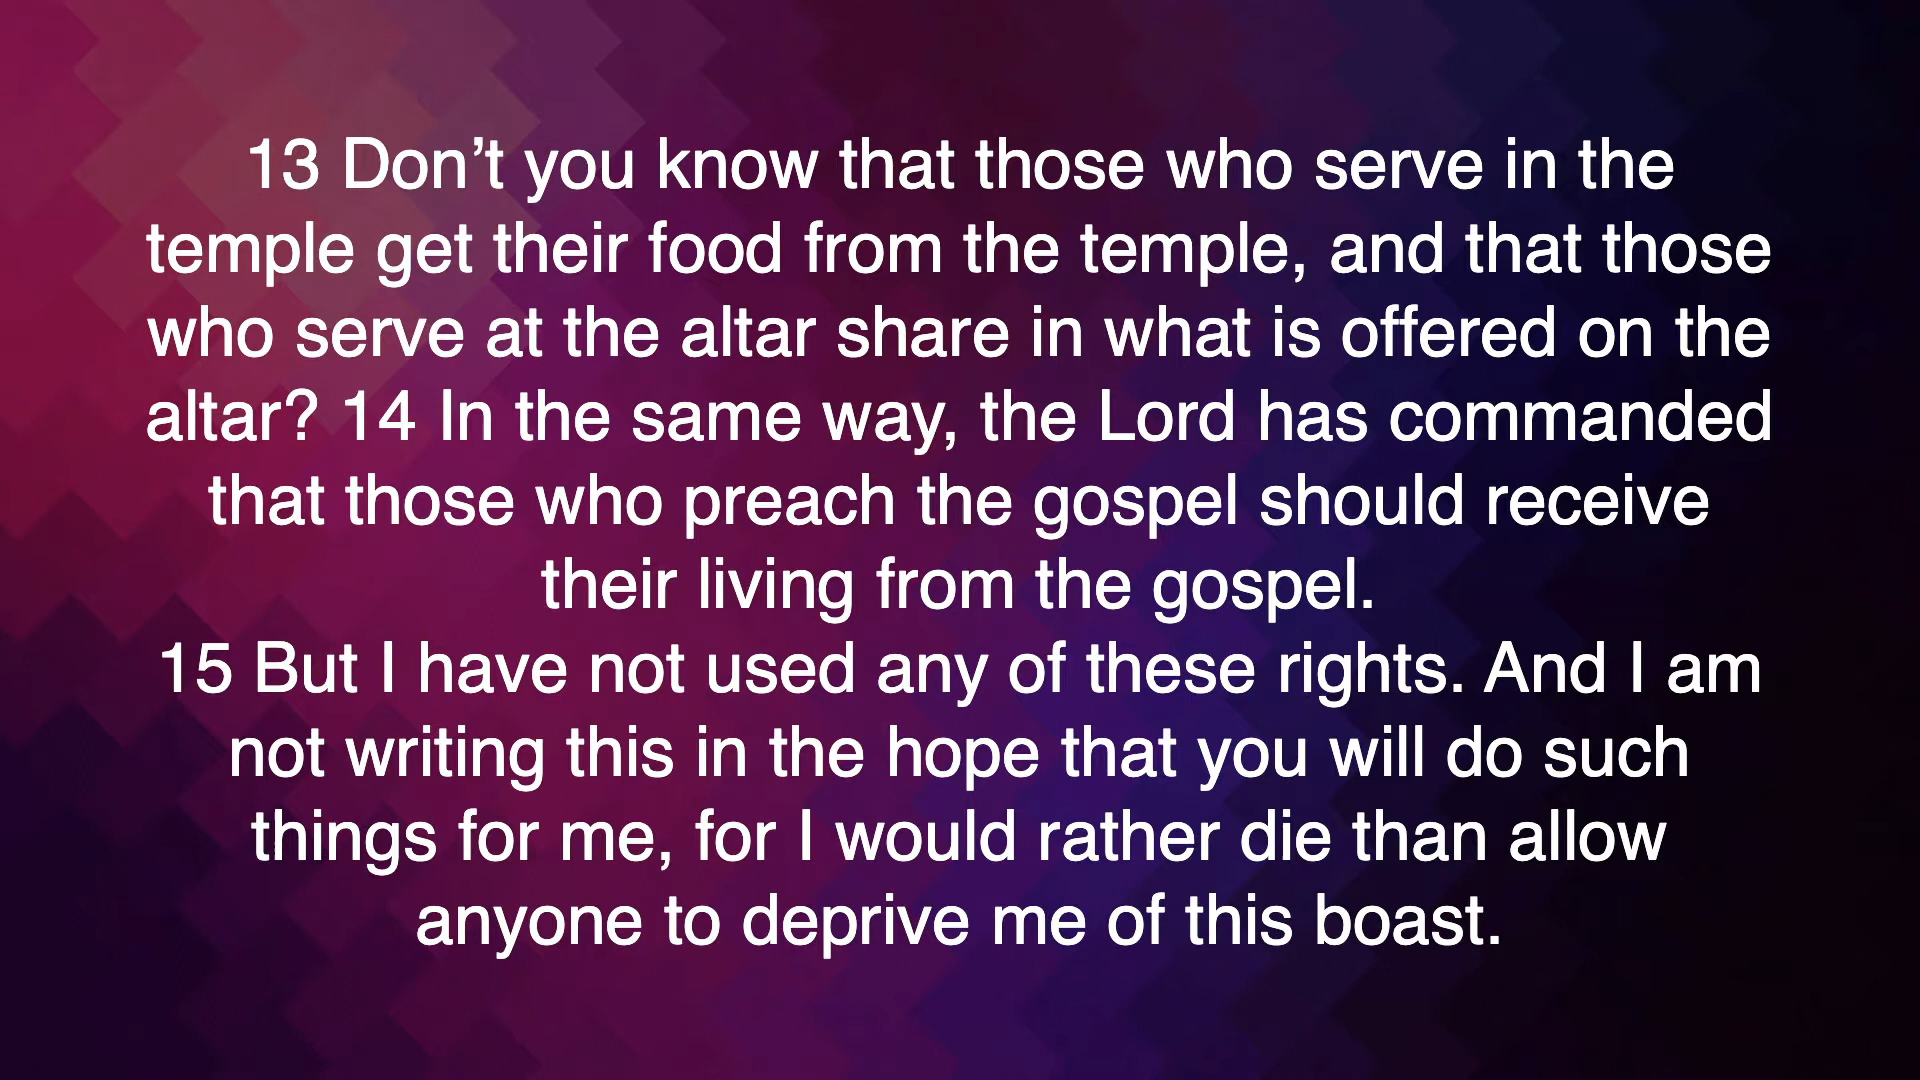 13 Don’t you know that those who serve in the
temple get their food from the temple, and that those
who serve at the altar share in what is offered on the
altar? 14 In the same way, the Lord has commanded
that those who preach the gospel should receive
their living from the gospel.
15 But I have not used any of these rights. And I am
not writing this in the hope that you will do such
things for me, for I would rather die than allow
anyone to deprive me of this boast.